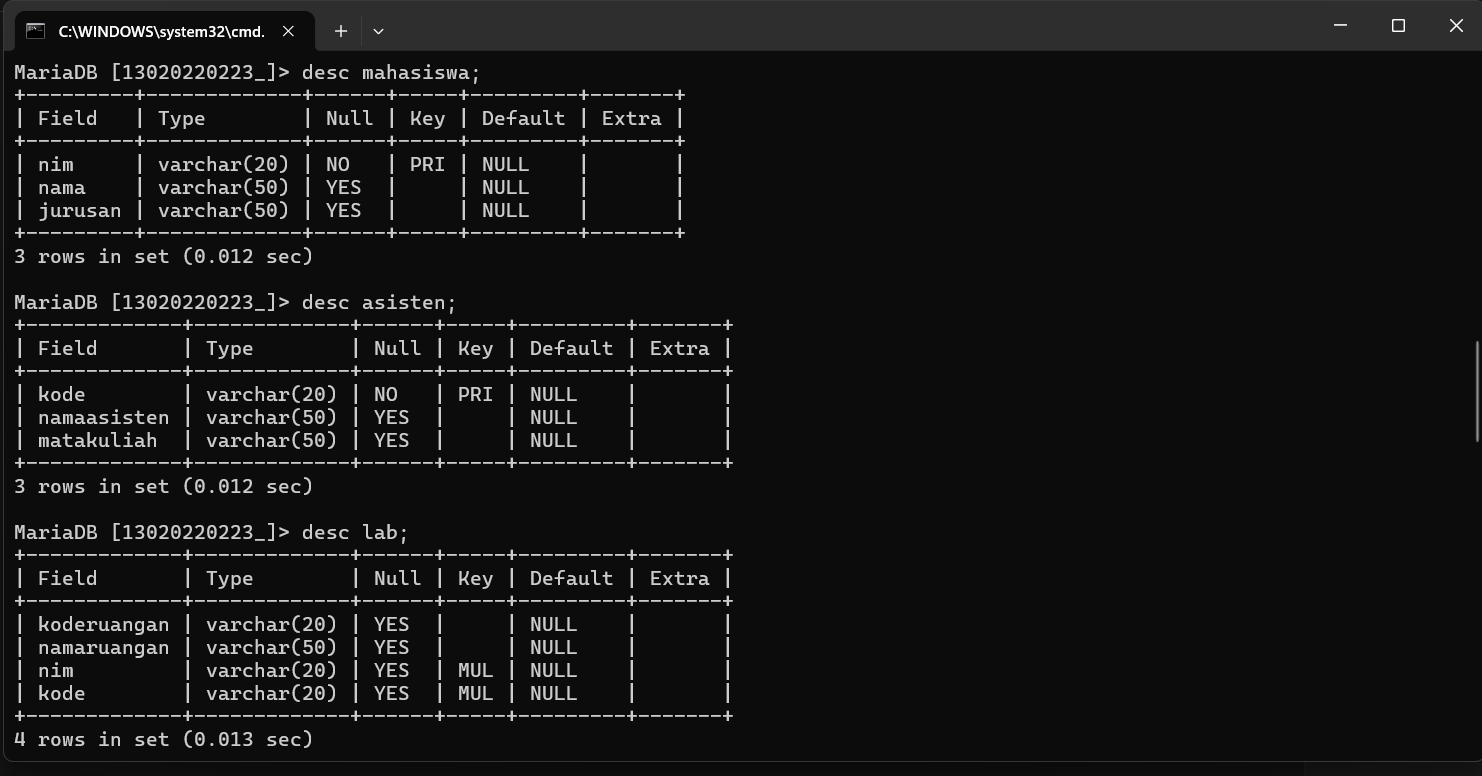 C:\WINDOWS\system32\cmd.
MariaDB [13020220223_]> desc mahasiswa;
+---------+-------------+------+-----+---------+-------+
| Field   | Type        | Null | Key | Default | Extra |
+---------+-------------+------+-----+---------+-------+
| nim     | varchar(20) | NO   | PRI | NULL    |       |
| nama    | varchar(50) | YES  |     | NULL    |       |
| jurusan | varchar(50) | YES  |     | NULL    |       |
+---------+-------------+------+-----+---------+-------+
3 rows in set (0.012 sec)
MariaDB [13020220223_]> desc asisten;
+-------------+-------------+------+-----+---------+-------+
| Field       | Type        | Null | Key | Default | Extra |
+-------------+-------------+------+-----+---------+-------+
| kode        | varchar(20) | NO   | PRI | NULL    |       |
| namaasisten | varchar(50) | YES  |     | NULL    |       |
| matakuliah  | varchar(50) | YES  |     | NULL    |       |
+-------------+-------------+------+-----+---------+-------+
3 rows in set (0.012 sec)
MariaDB [13020220223_]> desc lab;
+-------------+-------------+------+-----+---------+-------+
| Field       | Type        | Null | Key | Default | Extra |
+-------------+-------------+------+-----+---------+-------+
| koderuangan | varchar(20) | YES  |     | NULL    |       |
| namaruangan | varchar(50) | YES  |     | NULL    |       |
| nim         | varchar(20) | YES  | MUL | NULL    |       |
| kode        | varchar(20) | YES  | MUL | NULL    |       |
+-------------+-------------+------+-----+---------+-------+
4 rows in set (0.013 sec)